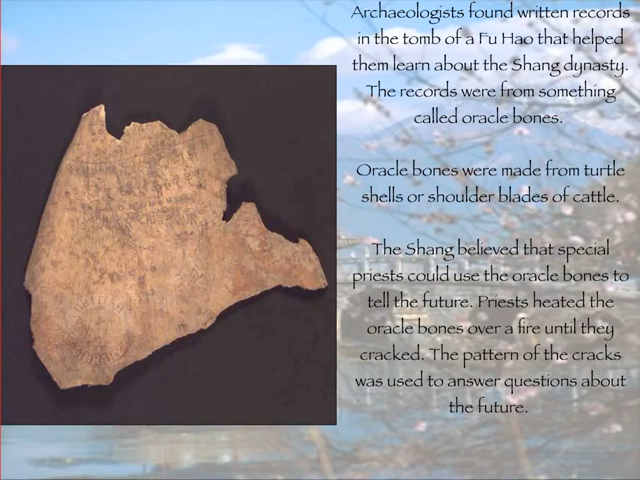 Archaeologists found written records
in the tomb of a Fu Hao that helped
them learn about the Shang dynasty.
The records were from something
called oracle bones.
Oracle bones were made from turtle
shells or shoulder blades of cattle.
The Shang believed that special
priests could use the oracle bones to
tell the future. Priests heated the
oracle bones over a fire until they
cracked. The pattern of the cracks
was used to answer questions about
the future.